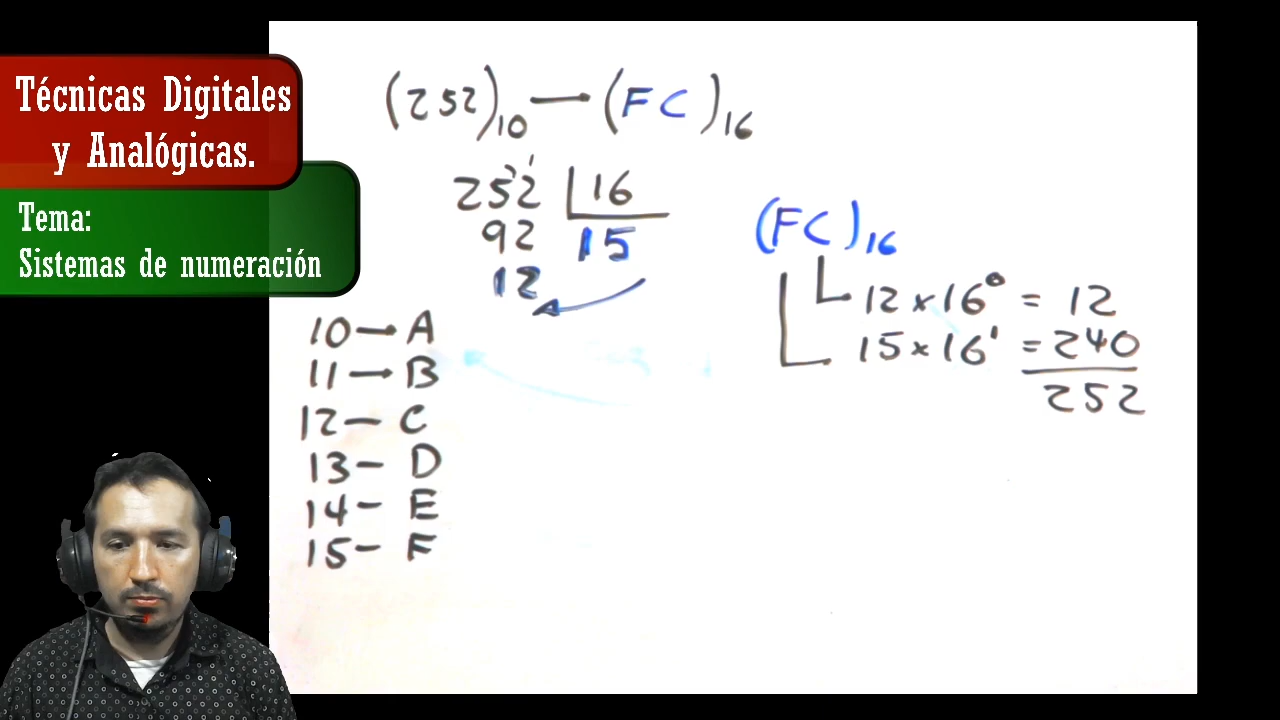 Técnicas Digitales
y Analógicas.
Tema:
Sistemas de numeración
(252)₁₀ — (FC)₁₆
252 | 16
92 15
12
10 → A
11 → B
12 — C
13 — D
14 — E
15 — F
(FC)₁₆
12 × 16⁰ = 12
15 × 16¹ = 240
252